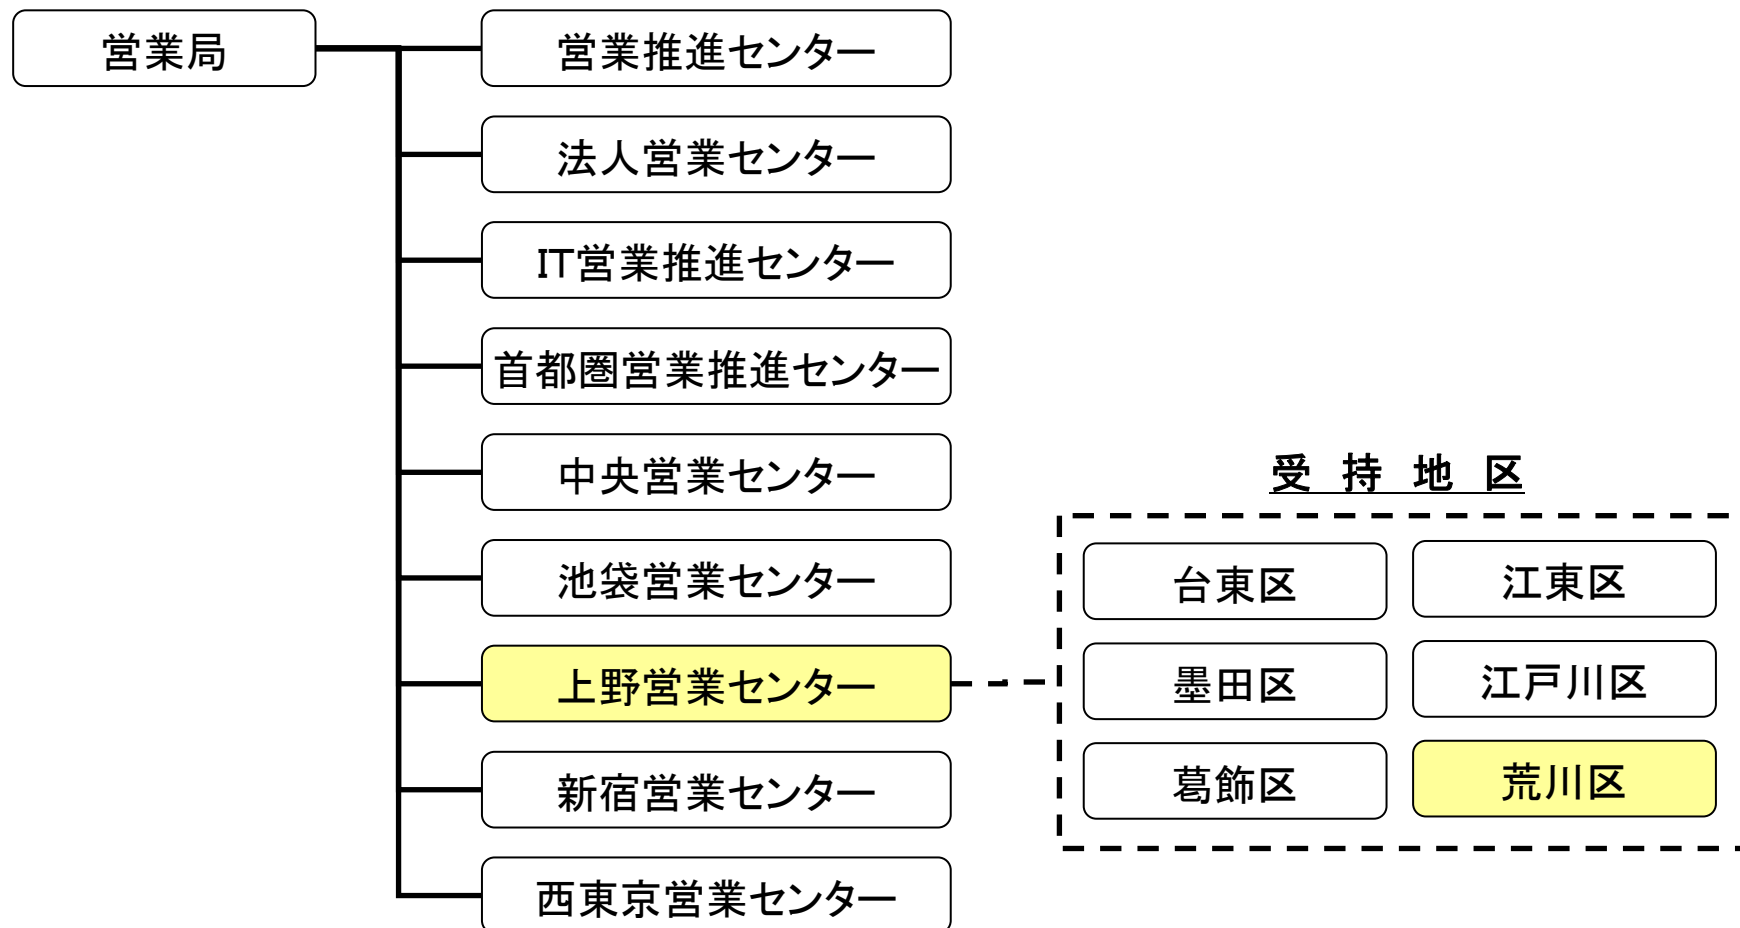 営業局
営業推進センター
法人営業センター
IT営業推進センター
首都圏営業推進センター
中央営業センター
池袋営業センター
上野営業センター
新宿営業センター
西東京営業センター
受 持 地 区
台東区
江東区
墨田区
江戸川区
葛飾区
荒川区